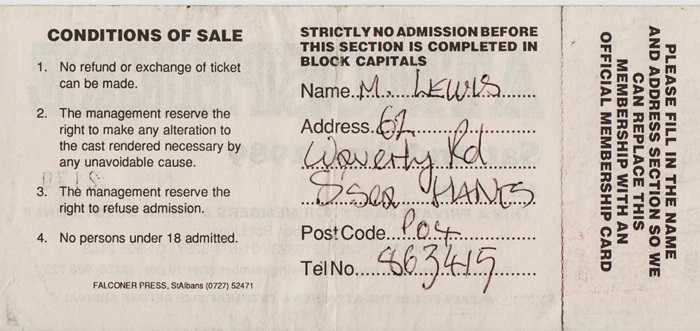 CONDITIONS OF SALE
1. No refund or exchange of ticket
can be made.
2. The management reserve the
right to make any alteration to
the cast rendered necessary by
any unavoidable cause.
3. The management reserve the
right to refuse admission.
4. No persons under 18 admitted.
FALCONER PRESS, StAlbans (0727) 52471
STRICTLY NO ADMISSION BEFORE
THIS SECTION IS COMPLETED IN
BLOCK CAPITALS
Name. M. LEWIS
Address. 62
Waverly Rd
S'sea HANTS
Post Code. PO4
Tel No. 863415
PLEASE FILL IN THE NAME
AND ADDRESS SECTION SO WE
CAN REPLACE THIS
MEMBERSHIP WITH AN
OFFICIAL MEMBERSHIP CARD